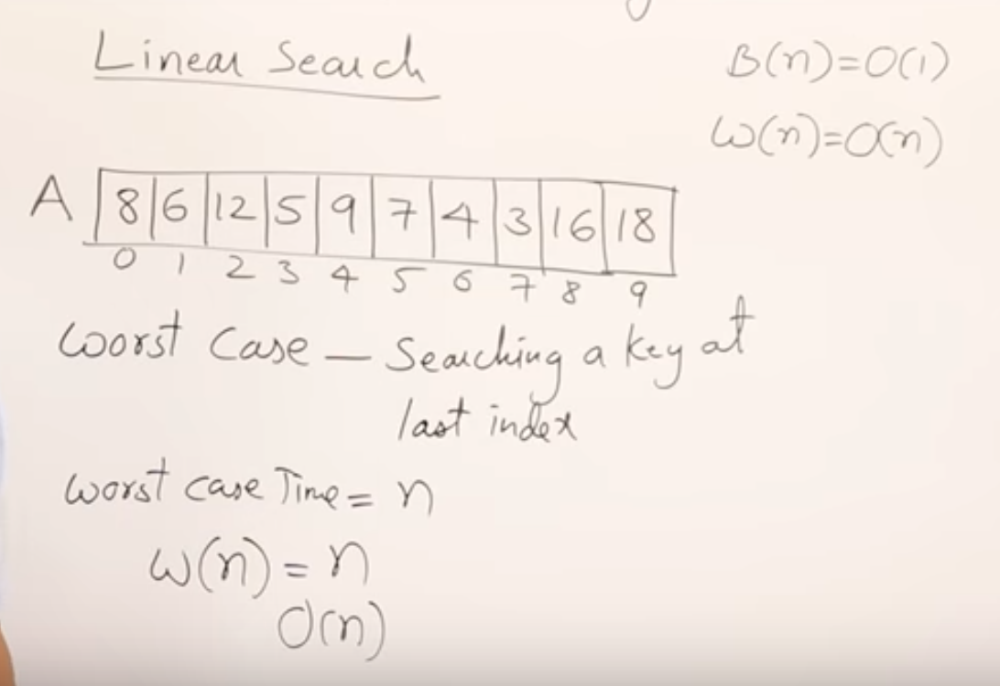 Linear Search
B(n)=O(1)
W(n)=O(n)
A 8 6 12 5 9 7 4 3 16 18
0 1 2 3 4 5 6 7 8 9
Worst Case — Searching a key at
last index
Worst Case Time = n
W(n) = n
O(n)